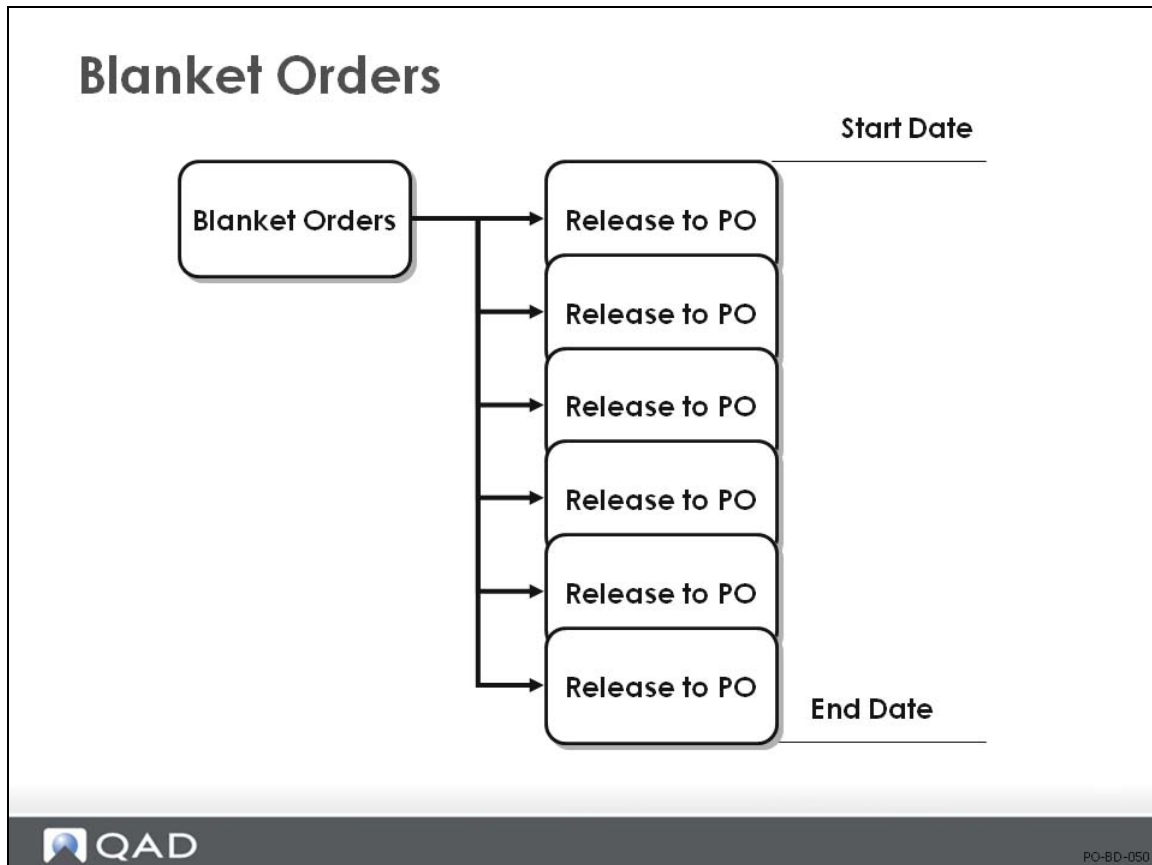 Blanket Orders
Start Date
Blanket Orders
Release to PO
Release to PO
Release to PO
Release to PO
Release to PO
Release to PO
End Date
QAD
PO-BD-050